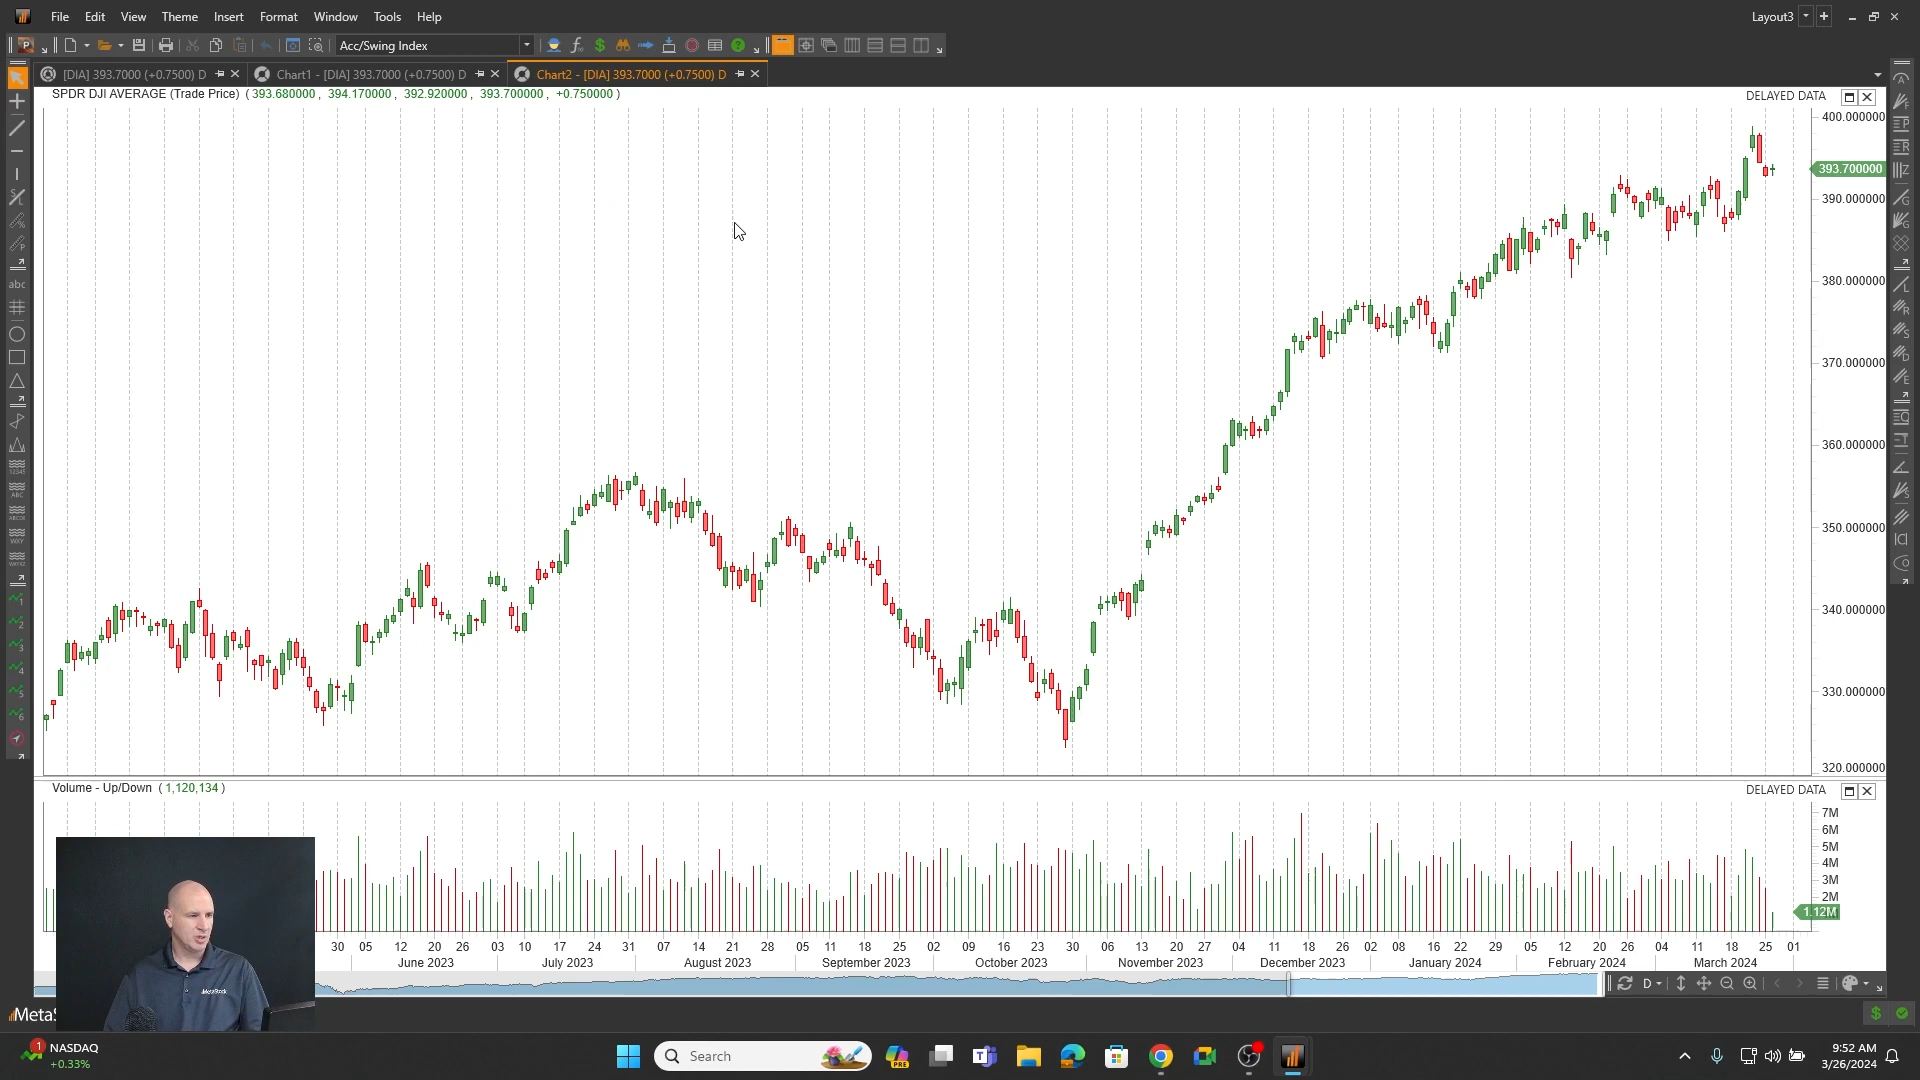 File Edit View Theme Insert Format Window Tools Help
Layout3
Acc/Swing Index
[DIA] 393.7000 (+0.7500) D
Chart1 - [DIA] 393.7000 (+0.7500) D
Chart2 - [DIA] 393.7000 (+0.7500) D
SPDR DJI AVERAGE (Trade Price) ( 393.680000 , 394.170000 , 392.920000 , 393.700000 , +0.750000 )
DELAYED DATA
400.000000
393.700000
390.000000
380.000000
370.000000
360.000000
350.000000
340.000000
330.000000
320.000000
abc
Volume - Up/Down ( 1,120,134 )
DELAYED DATA
7M
6M
5M
4M
3M
2M
1.12M
30 05 12 20 26 03 10 17 24 31 07 14 21 28 05 11 18 25 02 09 16 23 30 06 13 20 27 04 11 18 26 02 08 16 22 29 05 12 20 26 04 11 18 25 01
June 2023 July 2023 August 2023 September 2023 October 2023 November 2023 December 2023 January 2024 February 2024 March 2024
D
MetaStock
MetaS
1
NASDAQ
+0.33%
Search
PRE
9:52 AM
3/26/2024